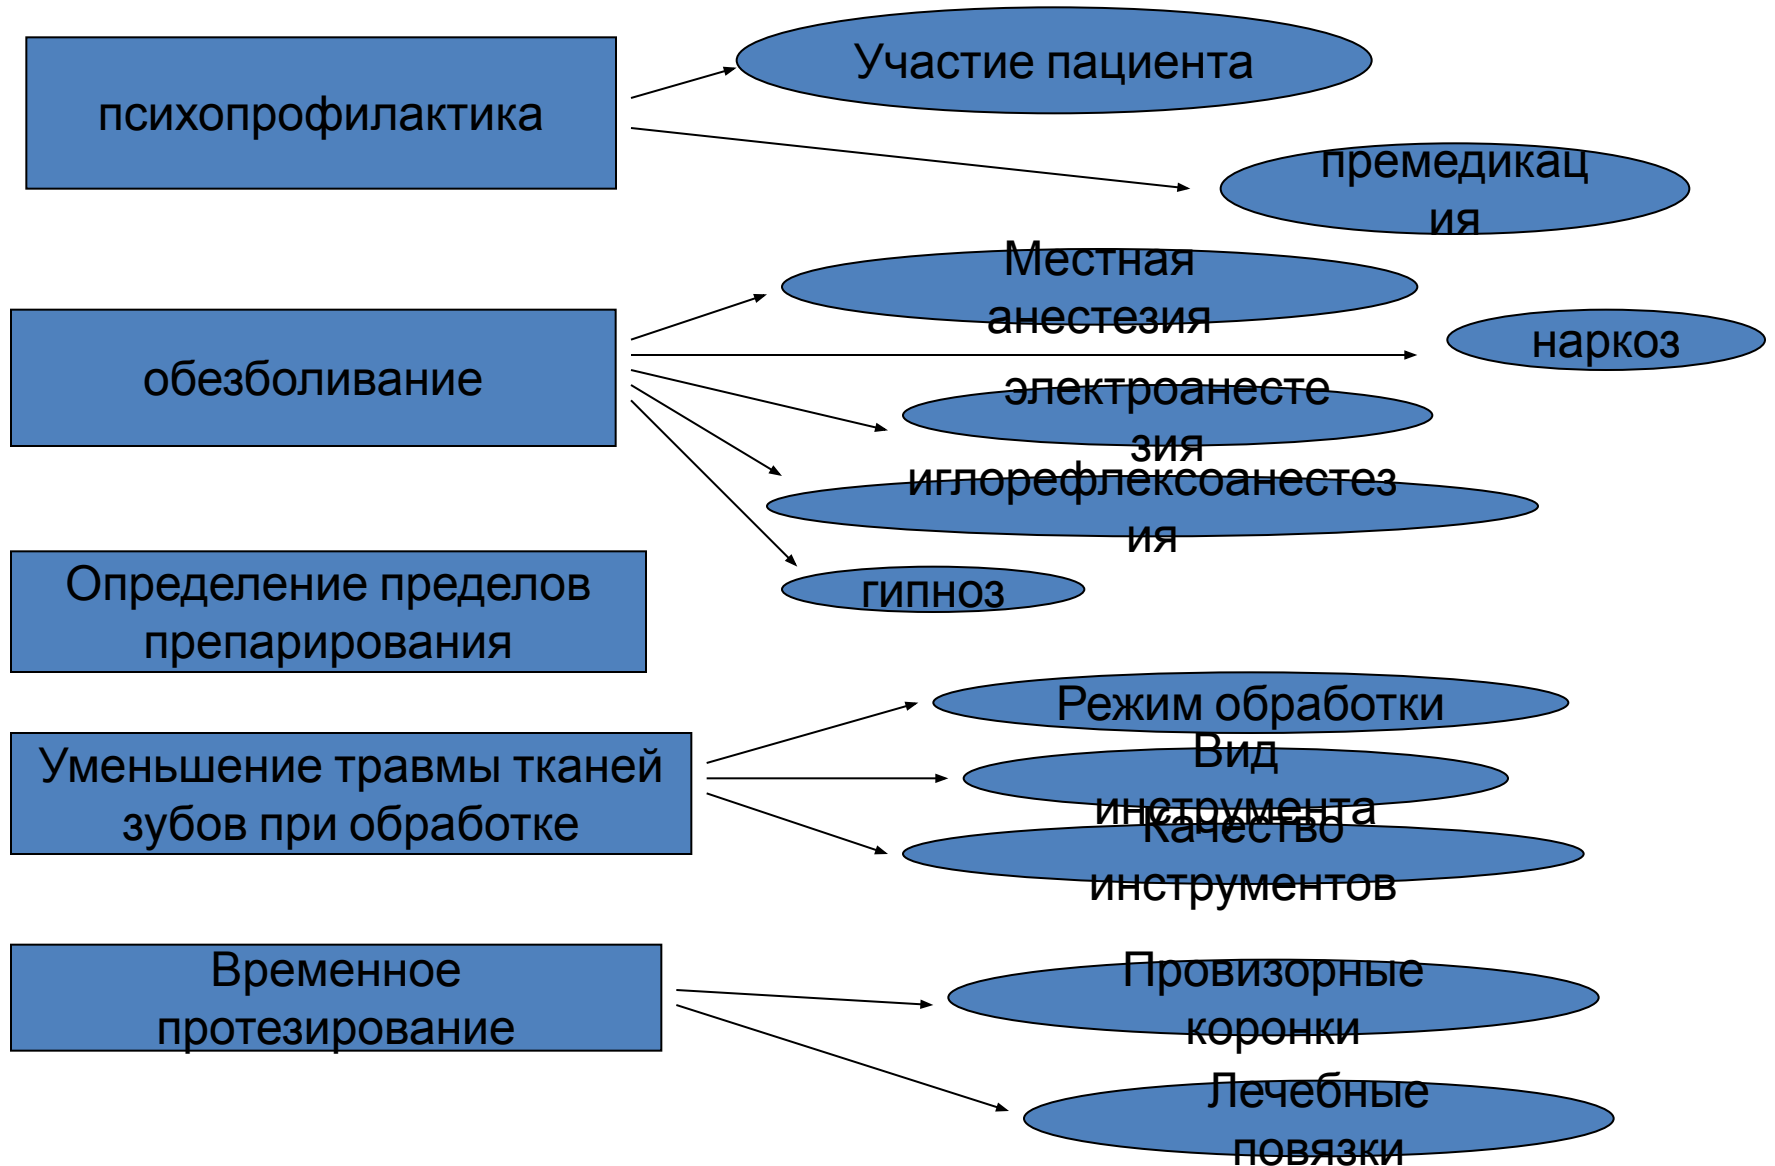 психопрофилактика
Участие пациента
премедикац
ия
обезболивание
Местная
анестезия
наркоз
электроанесте
зия
иглорефлексоанестез
ия
гипноз
Определение пределов
препарирования
Уменьшение травмы тканей
зубов при обработке
Режим обработки
Вид
инструмента
Качество
инструментов
Временное
протезирование
Провизорные
коронки
Лечебные
повязки